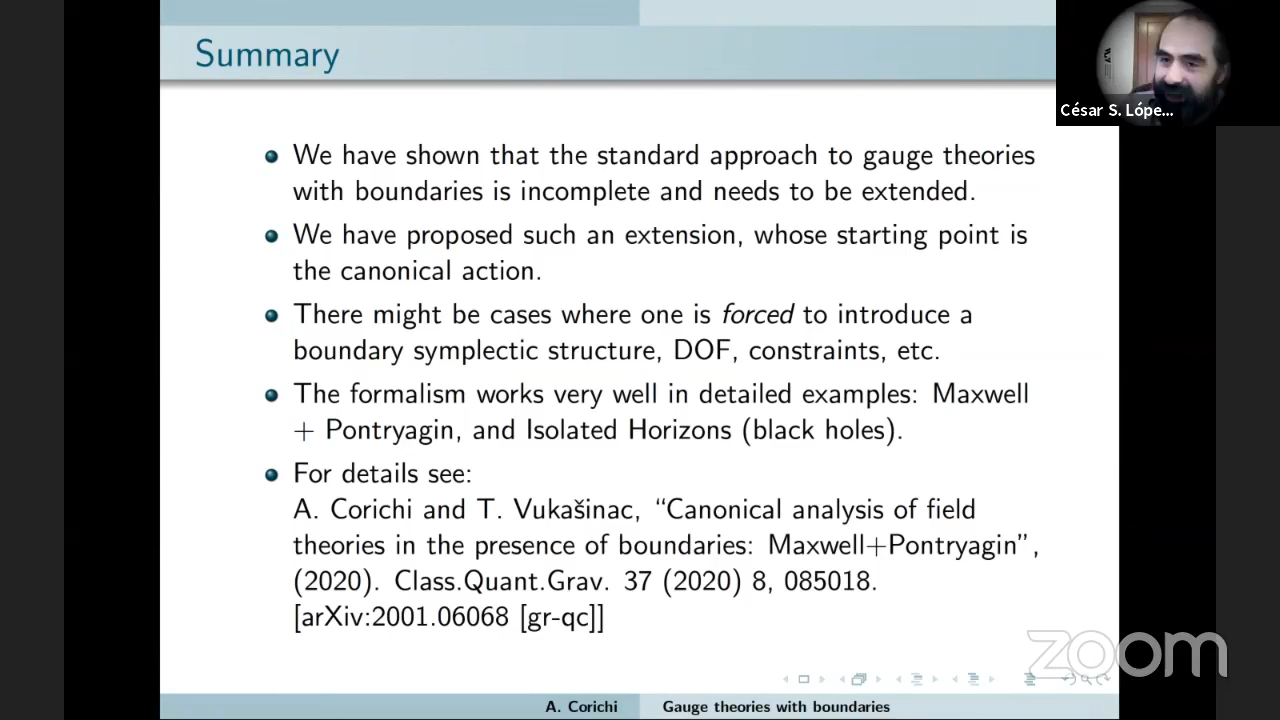 Summary
César S. Lópe...
We have shown that the standard approach to gauge theories
with boundaries is incomplete and needs to be extended.
We have proposed such an extension, whose starting point is
the canonical action.
There might be cases where one is forced to introduce a
boundary symplectic structure, DOF, constraints, etc.
The formalism works very well in detailed examples: Maxwell
+ Pontryagin, and Isolated Horizons (black holes).
For details see:
A. Corichi and T. Vukašinac, “Canonical analysis of field
theories in the presence of boundaries: Maxwell+Pontryagin”,
(2020). Class.Quant.Grav. 37 (2020) 8, 085018.
[arXiv:2001.06068 [gr-qc]]
zoom
A. Corichi Gauge theories with boundaries